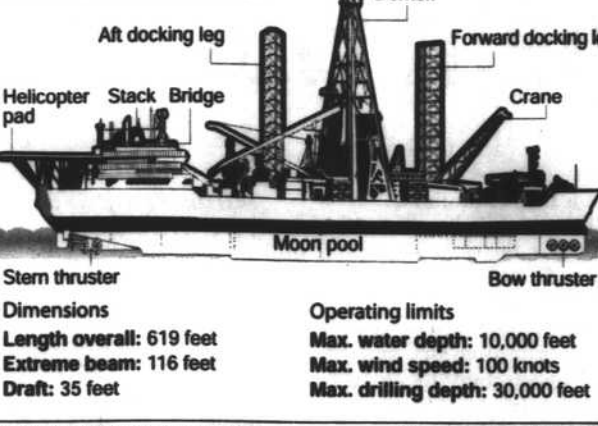 Aft docking leg
Forward docking
Helicopter
pad
Stack
Bridge
Crane
Moon pool
Stern thruster
Bow thruster
Dimensions
Length overall: 619 feet
Extreme beam: 116 feet
Draft: 35 feet
Operating limits
Max. water depth: 10,000 feet
Max. wind speed: 100 knots
Max. drilling depth: 30,000 feet